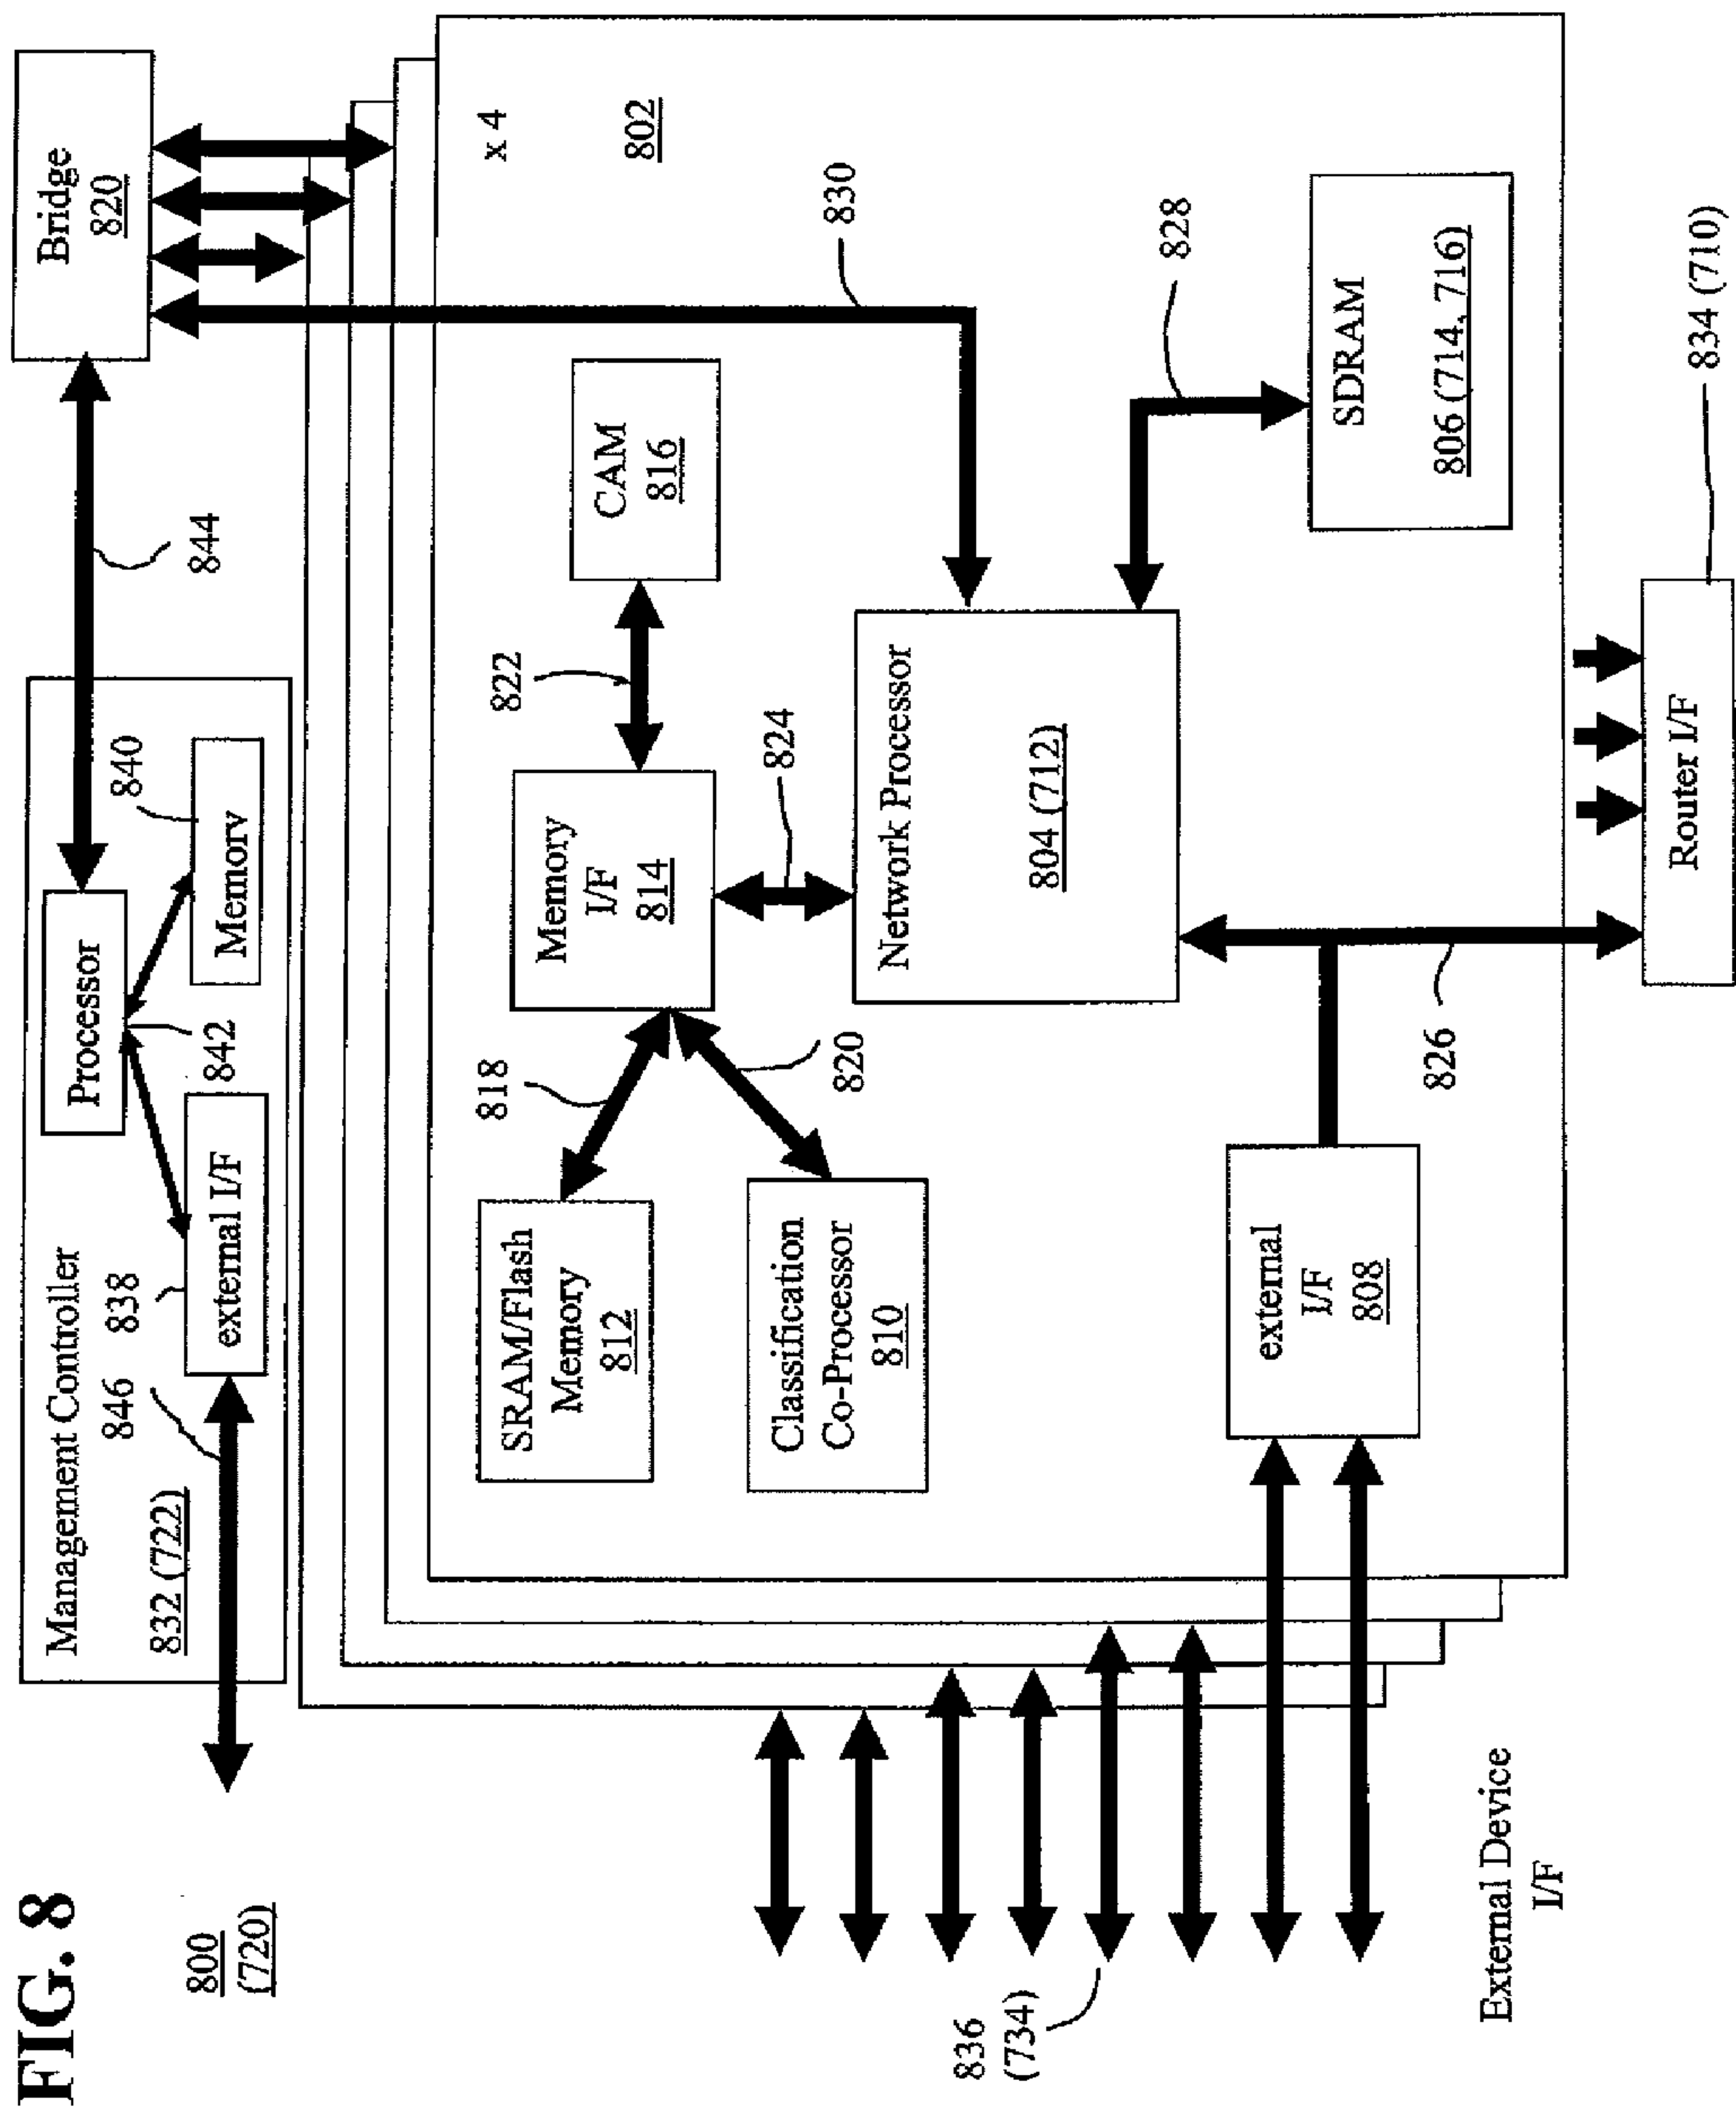 FIG. 8
800
(720)
Management Controller
832 (722)
846
838
external I/F
Processor
842
840
Memory
844
Bridge
820
x 4
802
SRAM/Flash
Memory
812
818
Classification
Co-Processor
810
820
Memory
I/F
814
822
CAM
816
824
Network Processor
804 (712)
830
828
SDRAM
806 (714, 716)
external
I/F
808
826
Router I/F
834 (710)
836
(734)
External Device
I/F